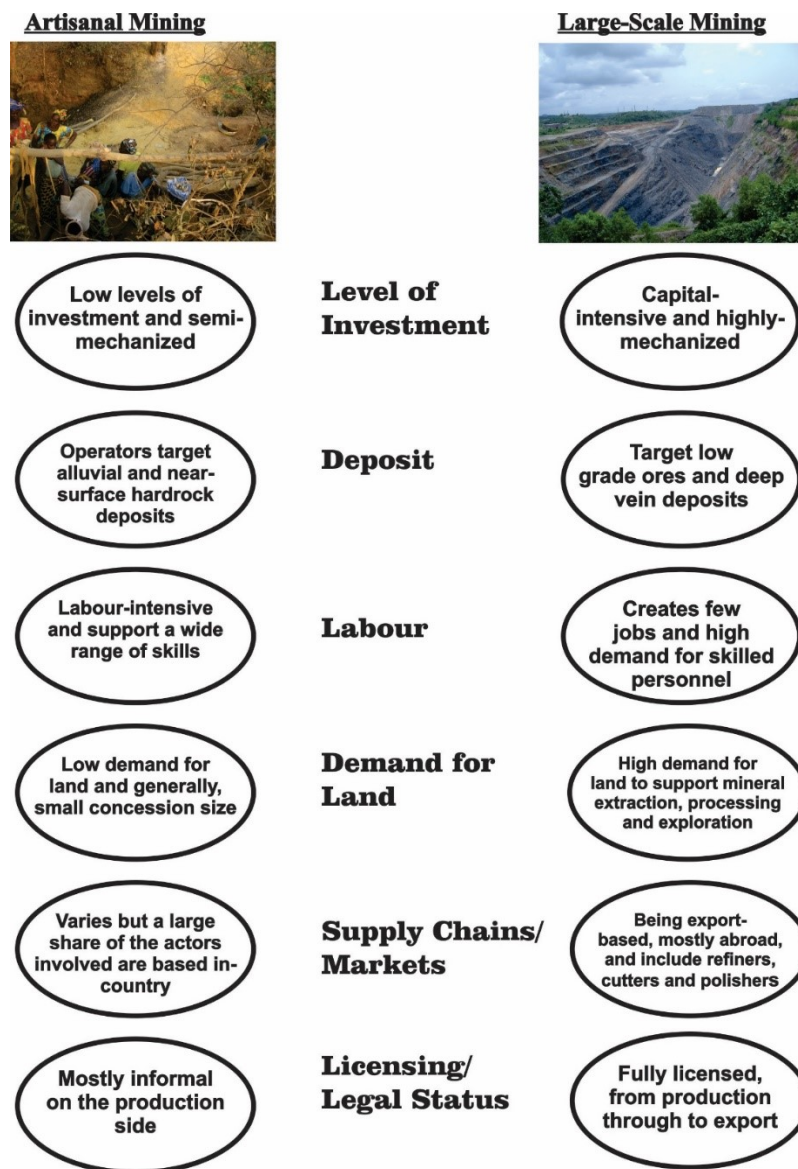 Artisanal Mining
Large-Scale Mining
Low levels of
investment and semi-
mechanized
Level of
Investment
Capital-
intensive and highly-
mechanized
Operators target
alluvial and near-
surface hardrock
deposits
Deposit
Target low
grade ores and deep
vein deposits
Labour-intensive
and support a wide
range of skills
Labour
Creates few
jobs and high
demand for skilled
personnel
Low demand for
land and generally,
small concession size
Demand for
Land
High demand for
land to support mineral
extraction, processing
and exploration
Varies but a large
share of the actors
involved are based in-
country
Supply Chains/
Markets
Being export-
based, mostly abroad,
and include refiners,
cutters and polishers
Mostly informal
on the production
side
Licensing/
Legal Status
Fully licensed,
from production
through to export